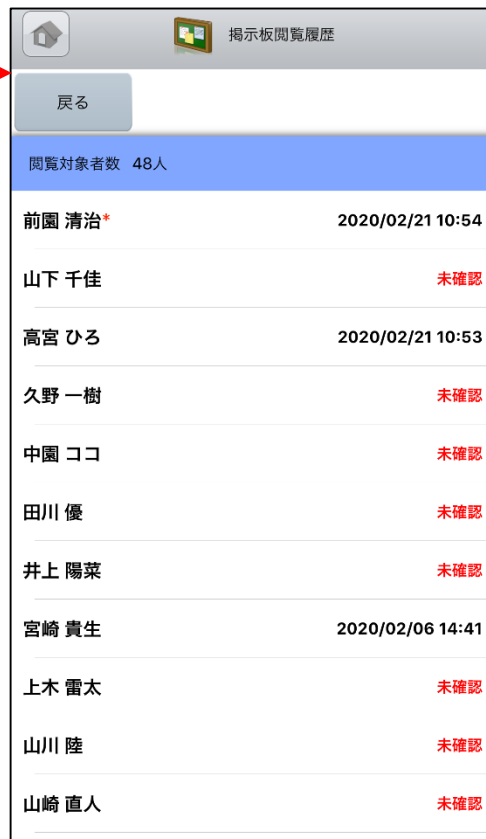 掲示板閲覧履歴
戻る
閲覧対象者数 48人
前園 清治* 2020/02/21 10:54
山下 千佳 未確認
高宮 ひろ 2020/02/21 10:53
久野 一樹 未確認
中園 ココ 未確認
田川 優 未確認
井上 陽菜 未確認
宮崎 貴生 2020/02/06 14:41
上木 雷太 未確認
山川 陸 未確認
山崎 直人 未確認